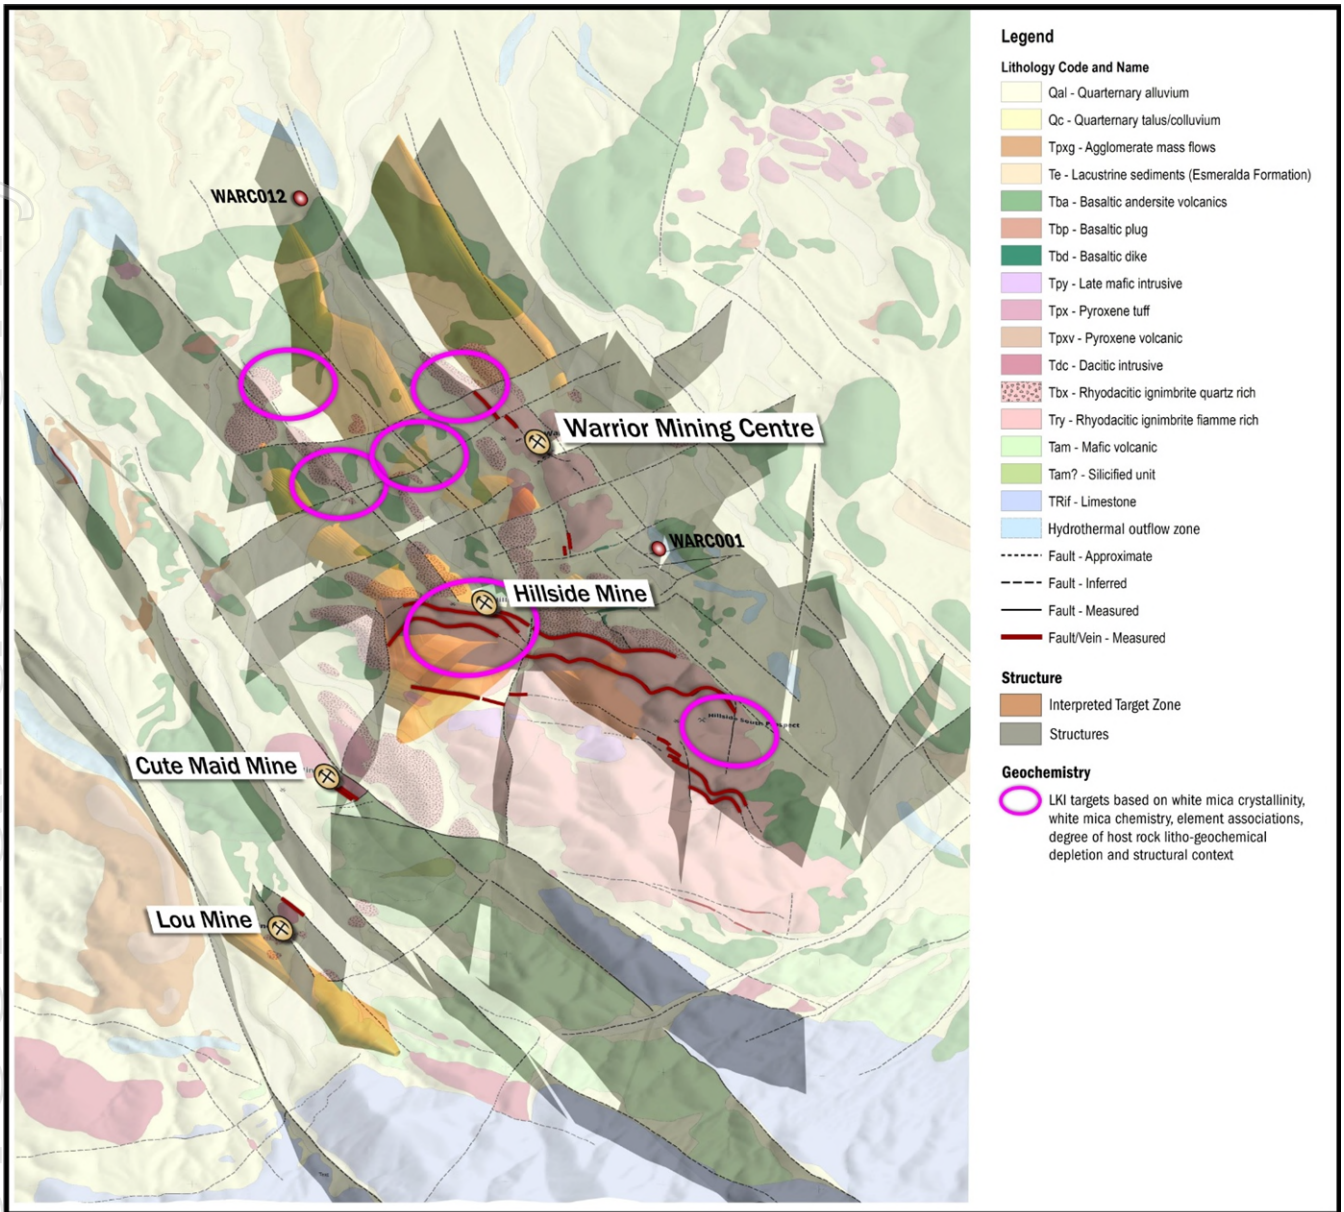 WARC012
Warrior Mining Centre
WARC001
Hillside Mine
Hillside South Prospect
Cute Maid Mine
Lou Mine
Legend
Lithology Code and Name
Qal - Quarternary alluvium
Qc - Quarternary talus/colluvium
Tpxg - Agglomerate mass flows
Te - Lacustrine sediments (Esmeralda Formation)
Tba - Basaltic andersite volcanics
Tbp - Basaltic plug
Tbd - Basaltic dike
Tpy - Late mafic intrusive
Tpx - Pyroxene tuff
Tpxv - Pyroxene volcanic
Tdc - Dacitic intrusive
Tbx - Rhyodacitic ignimbrite quartz rich
Try - Rhyodacitic ignimbrite fiamme rich
Tam - Mafic volcanic
Tam? - Silicified unit
TRif - Limestone
Hydrothermal outflow zone
Fault - Approximate
Fault - Inferred
Fault - Measured
Fault/Vein - Measured
Structure
Interpreted Target Zone
Structures
Geochemistry
LKI targets based on white mica crystallinity,
white mica chemistry, element associations,
degree of host rock litho-geochemical
depletion and structural context